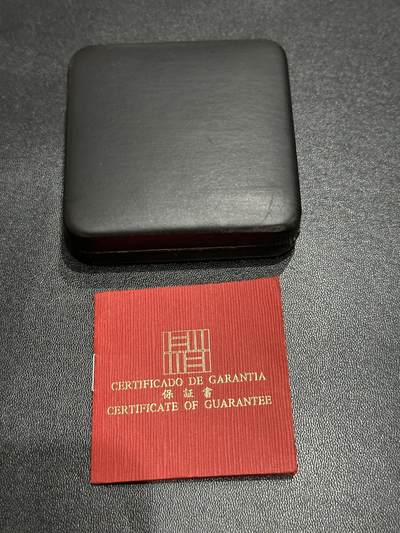 CERTIFICADO DE GARANTIA
保証書
CERTIFICATE OF GUARANTEE